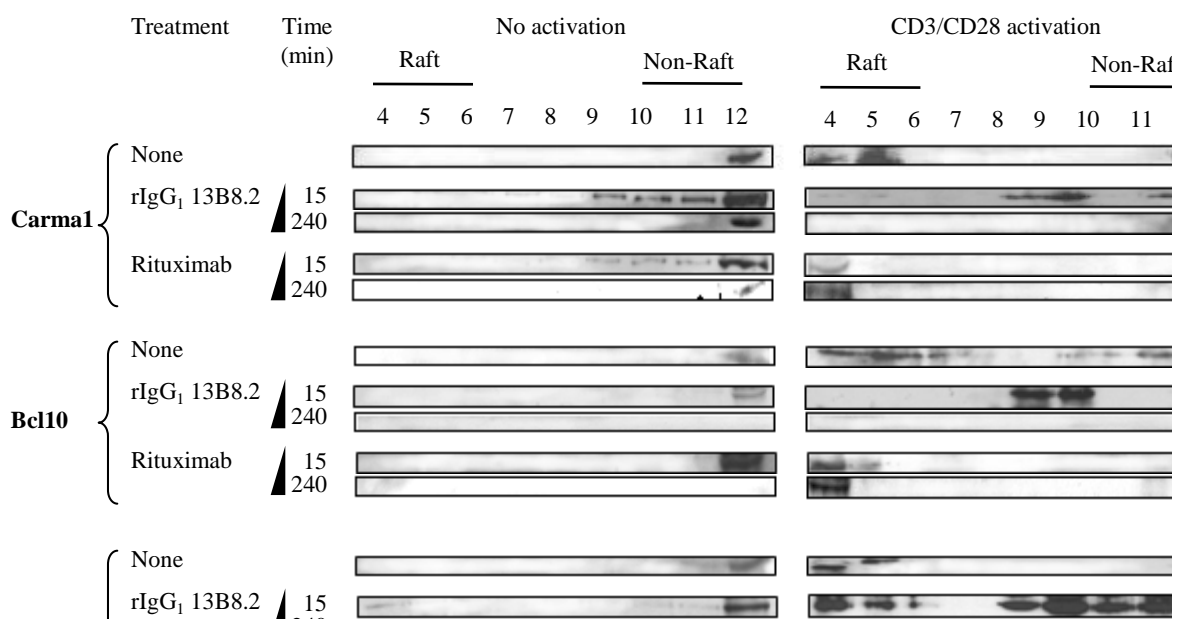 Treatment Time (min) No activation CD3/CD28 activation
Raft Non-Raft Raft Non-Raf
4 5 6 7 8 9 10 11 12 4 5 6 7 8 9 10 11
Carma1
None
rIgG1 13B8.2 15
240
Rituximab 15
240
Bcl10
None
rIgG1 13B8.2 15
240
Rituximab 15
240
None
rIgG1 13B8.2 15